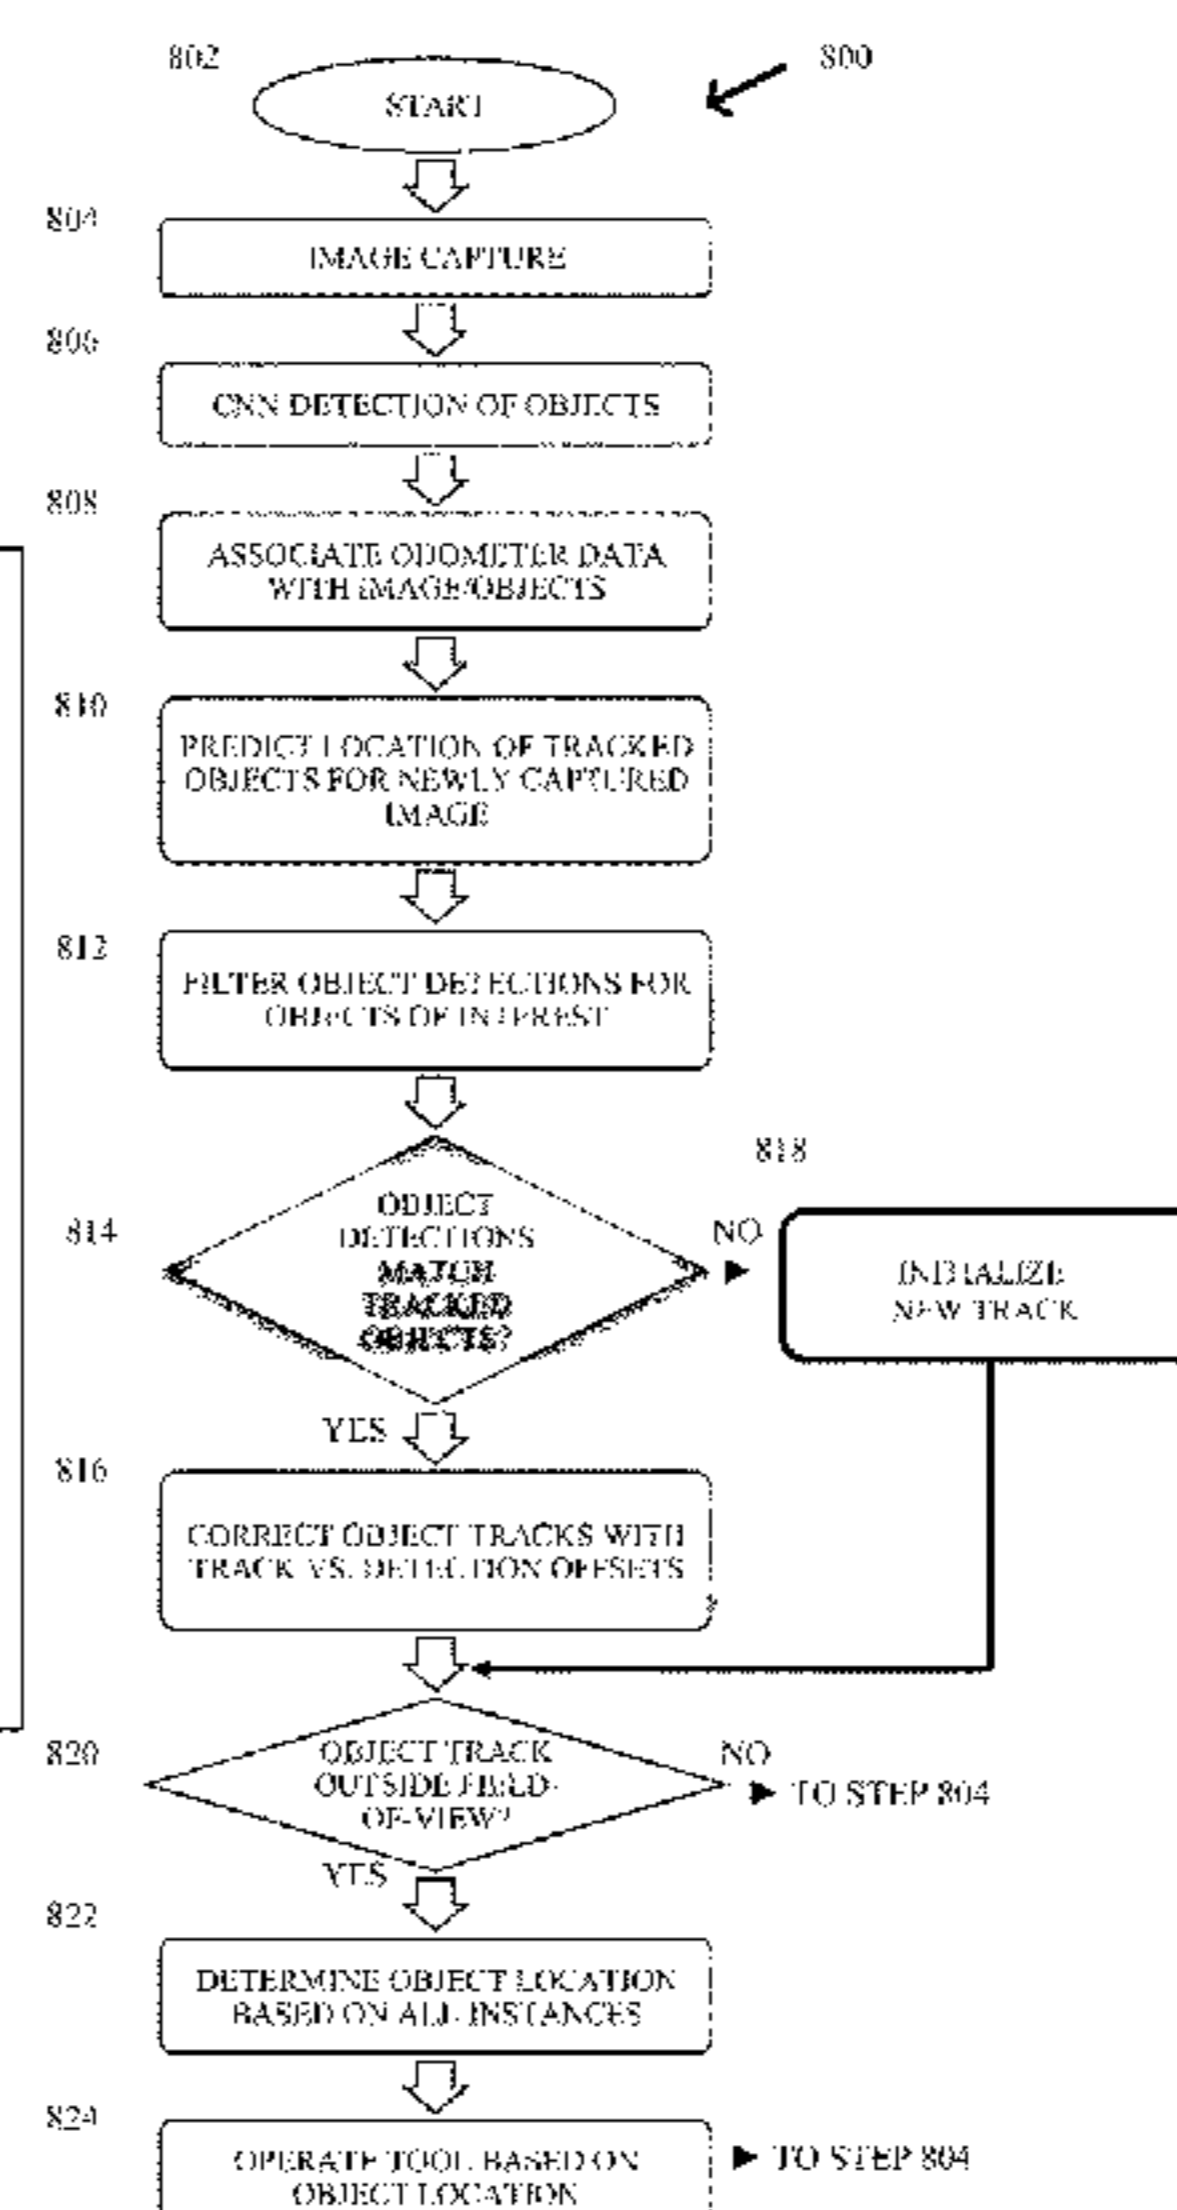 802
800
START
804
IMAGE CAPTURE
806
CNN DETECTION OF OBJECTS
808
ASSOCIATE ODOMETER DATA
WITH IMAGE/OBJECTS
810
PREDICT LOCATION OF TRACKED
OBJECTS FOR NEWLY CAPTURED
IMAGE
812
FILTER OBJECT DETECTIONS FOR
OBJECTS OF INTEREST
814
OBJECT
DETECTIONS
MATCH
TRACKED
OBJECTS?
NO
818
INITIALIZE
NEW TRACK
YES
816
CORRECT OBJECT TRACKS WITH
TRACK VS. DETECTION OFFSETS
820
OBJECT TRACK
OUTSIDE FIELD-
OF-VIEW?
NO
TO STEP 804
YES
822
DETERMINE OBJECT LOCATION
BASED ON ALL INSTANCES
824
OPERATE TOOL BASED ON
OBJECT LOCATION
TO STEP 804